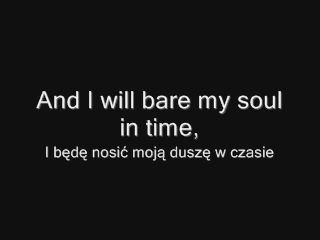 And I will bare my soul
in time,
I będę nosić moją duszę w czasie